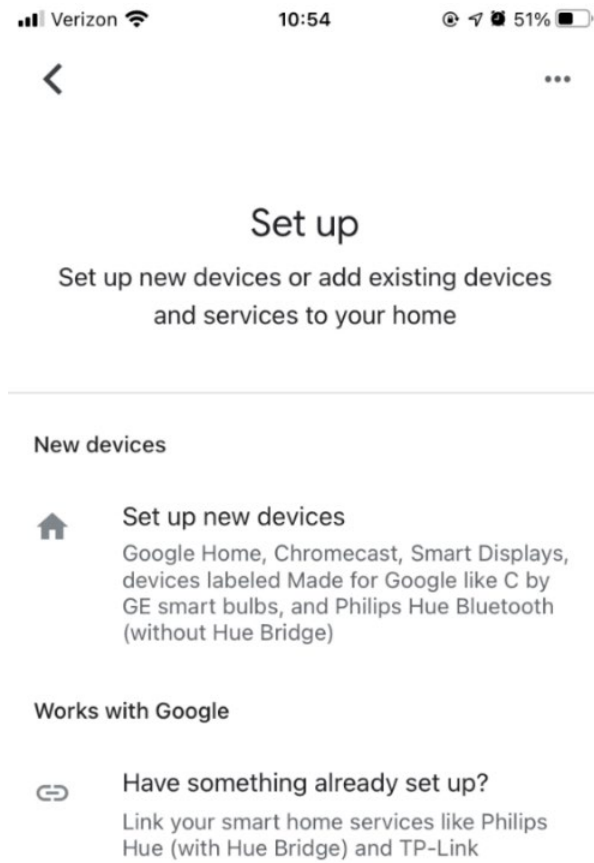 Verizon 10:54 51%
Set up
Set up new devices or add existing devices
and services to your home
New devices
Set up new devices
Google Home, Chromecast, Smart Displays,
devices labeled Made for Google like C by
GE smart bulbs, and Philips Hue Bluetooth
(without Hue Bridge)
Works with Google
Have something already set up?
Link your smart home services like Philips
Hue (with Hue Bridge) and TP-Link